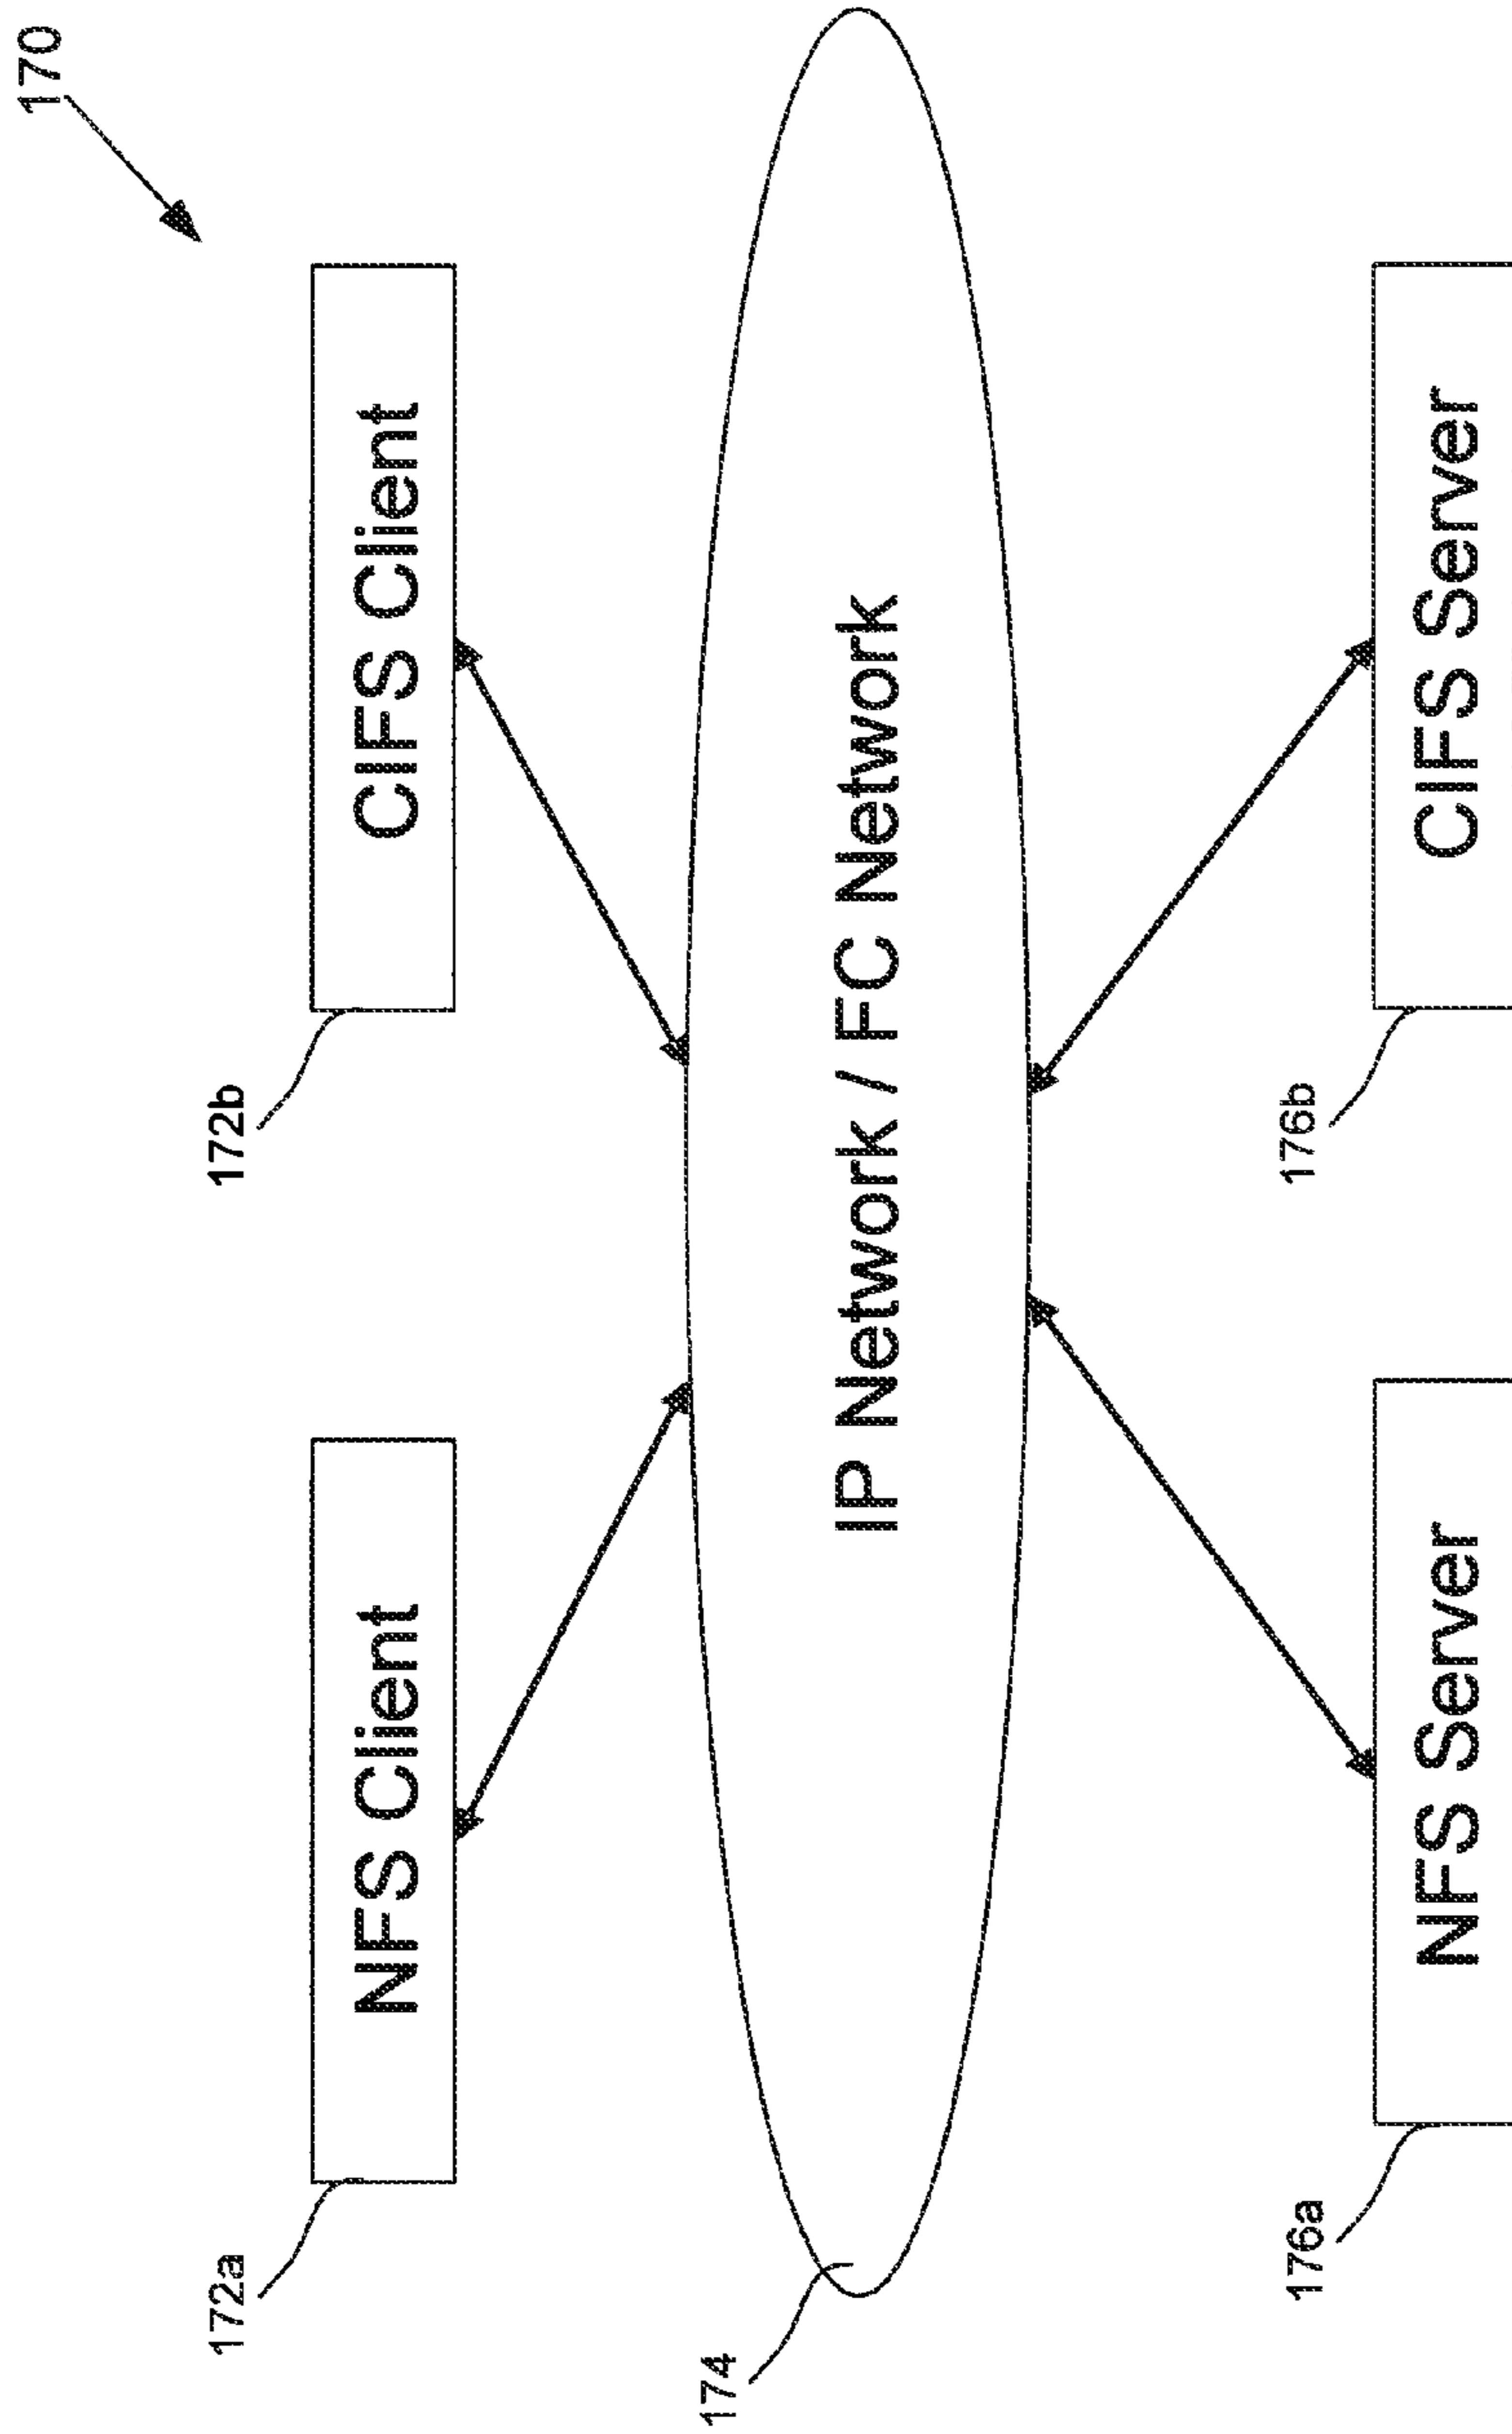 170
172a
NFS Client
172b
CIFS Client
174
IP Network / FC Network
176a
NFS Server
176b
CIFS Server